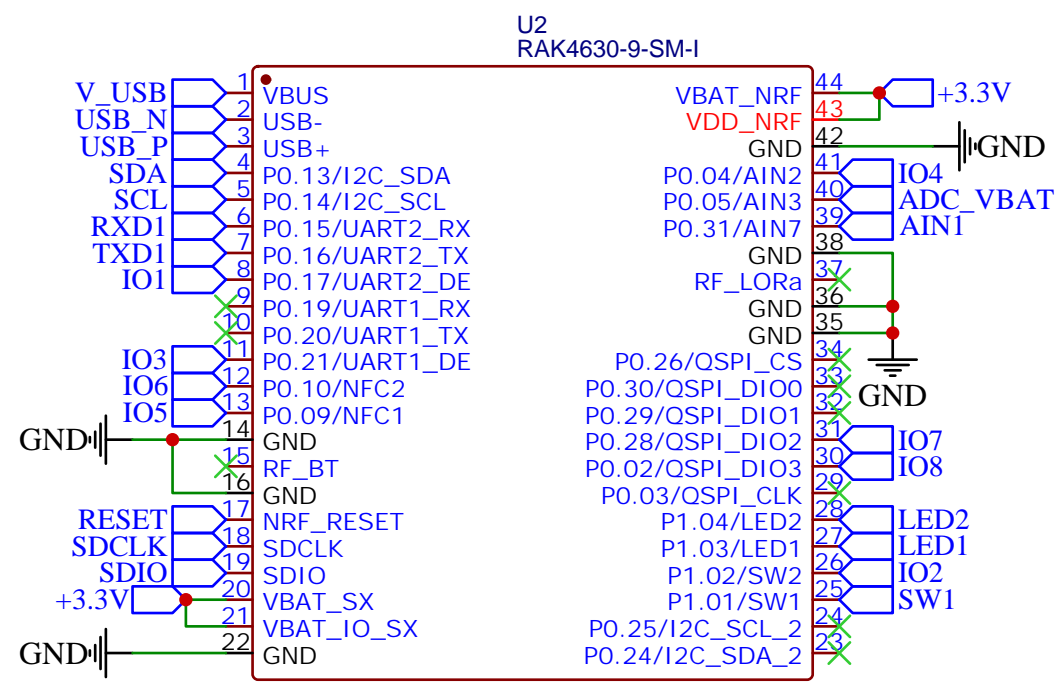 U2
RAK4630-9-SM-I
V_USB 1 VBUS
USB_N 2 USB-
USB_P 3 USB+
SDA 4 P0.13/I2C_SDA
SCL 5 P0.14/I2C_SCL
RXD1 6 P0.15/UART2_RX
TXD1 7 P0.16/UART2_TX
IO1 8 P0.17/UART2_DE
9 P0.19/UART1_RX
10 P0.20/UART1_TX
IO3 11 P0.21/UART1_DE
IO6 12 P0.10/NFC2
IO5 13 P0.09/NFC1
GND 14 GND
15 RF_BT
16 GND
RESET 17 NRF_RESET
SDCLK 18 SDCLK
SDIO 19 SDIO
+3.3V 20 VBAT_SX
21 VBAT_IO_SX
GND 22 GND
VBAT_NRF 44 +3.3V
VDD_NRF 43
GND 42 GND
P0.04/AIN2 41 IO4
P0.05/AIN3 40 ADC_VBAT
P0.31/AIN7 39 AIN1
GND 38
RF_LORa 37
GND 36
GND 35
P0.26/QSPI_CS 34
P0.30/QSPI_DIO0 33 GND
P0.29/QSPI_DIO1 32
P0.28/QSPI_DIO2 31 IO7
P0.02/QSPI_DIO3 30 IO8
P0.03/QSPI_CLK 29
P1.04/LED2 28 LED2
P1.03/LED1 27 LED1
P1.02/SW2 26 IO2
P1.01/SW1 25 SW1
P0.25/I2C_SCL_2 24
P0.24/I2C_SDA_2 23